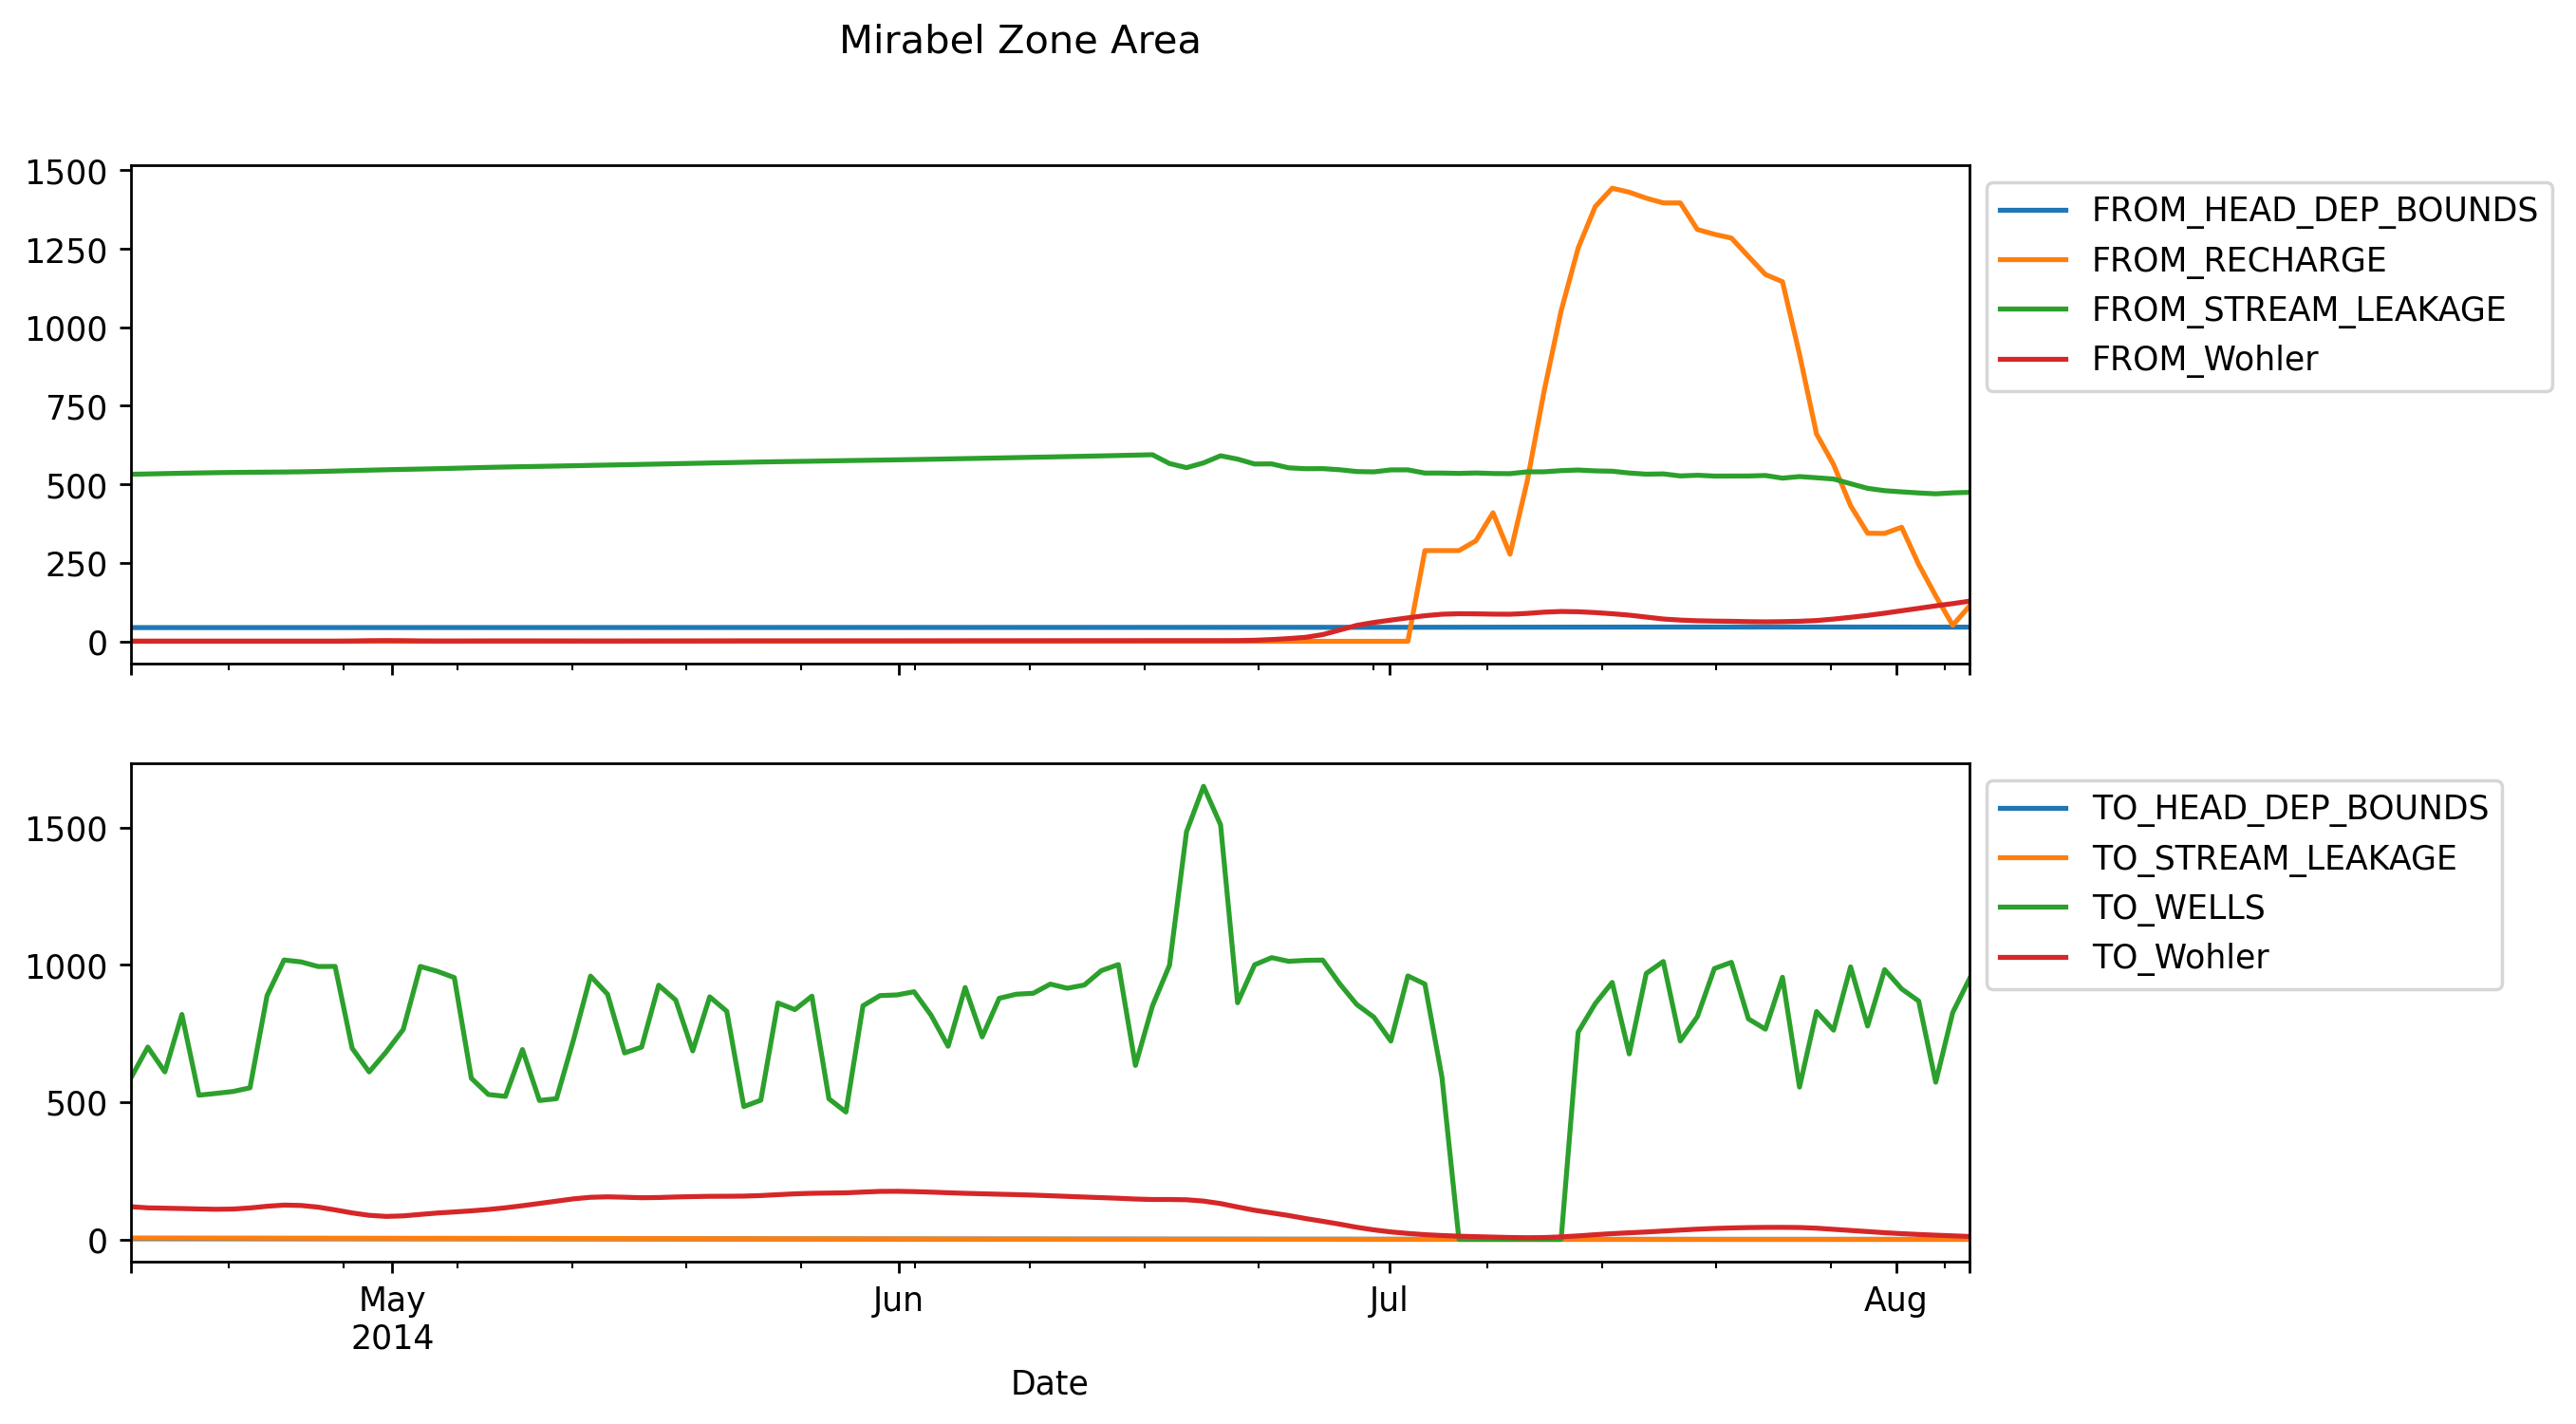 Mirabel Zone Area
1500
1250
1000
750
500
250
0
FROM_HEAD_DEP_BOUNDS
FROM_RECHARGE
FROM_STREAM_LEAKAGE
FROM_Wohler
1500
1000
500
0
TO_HEAD_DEP_BOUNDS
TO_STREAM_LEAKAGE
TO_WELLS
TO_Wohler
May Jun Jul Aug
2014
Date